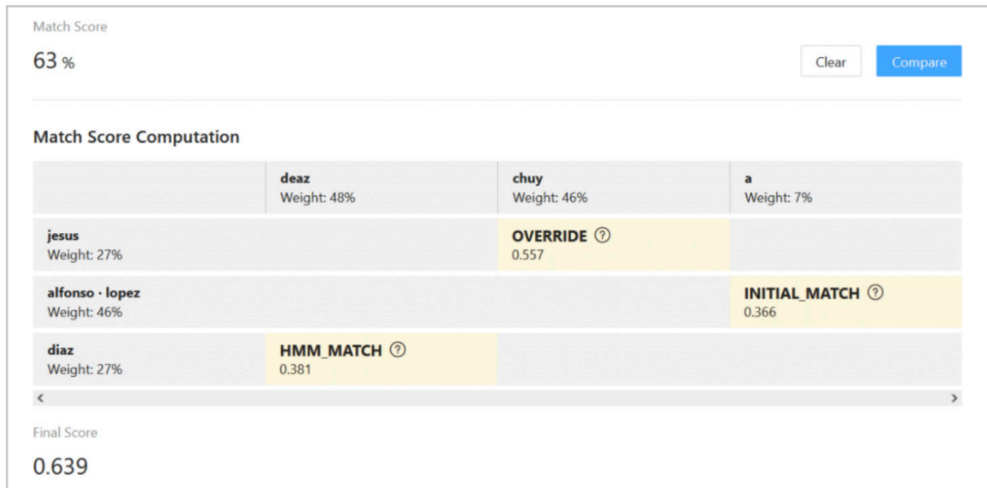 Match Score
63 %
Clear
Compare
Match Score Computation
deaz
Weight: 48%
chuy
Weight: 46%
a
Weight: 7%
jesus
Weight: 27%
OVERRIDE ?
0.557
alfonso · lopez
Weight: 46%
INITIAL_MATCH ?
0.366
diaz
Weight: 27%
HMM_MATCH ?
0.381
Final Score
0.639